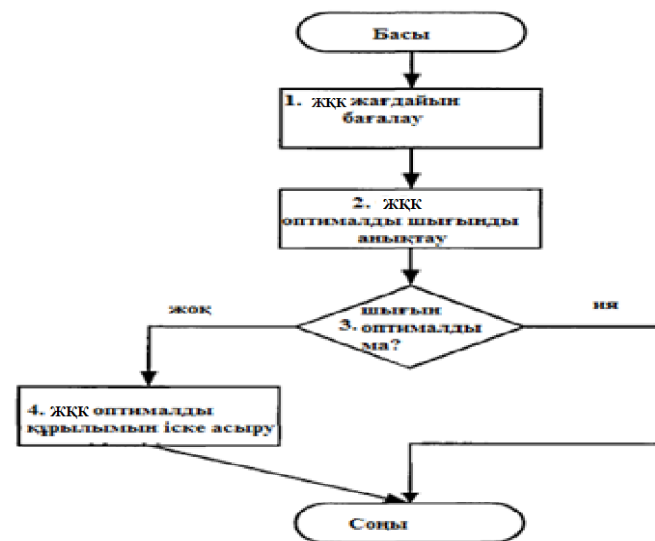 Басы
1. ЖҚК жағдайын
бағалау
2. ЖҚК
оптималды шығынды
анықтау
шығын
3. оптималды
ма?
жоқ
ия
4. ЖҚК оптималды
құрылымын іске асыру
Соңы